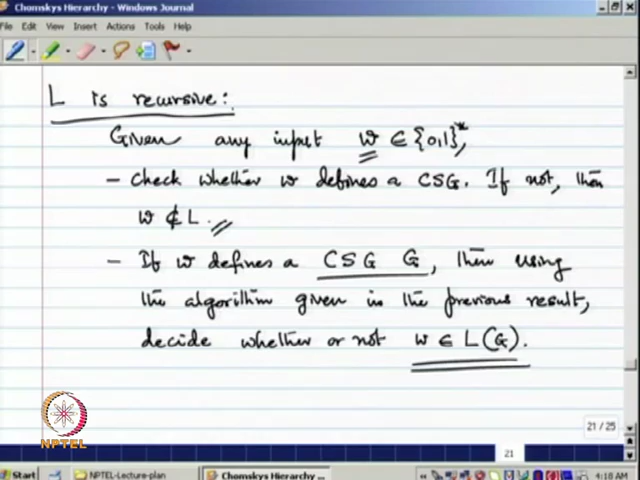 Chomskys Hierarchy - Windows Journal
File Edit View Insert Actions Tools Help
L is recursive:
Given any input w ∈ {0,1}*,
- Check whether w defines a CSG. If not, then
w ∉ L.
- If w defines a CSG G, then using
the algorithm given in the previous result,
decide whether or not w ∈ L(G).
NPTEL
21 / 25
21
Start NPTEL-Lecture-plan Chomskys Hierarchy - ... 4:18 AM